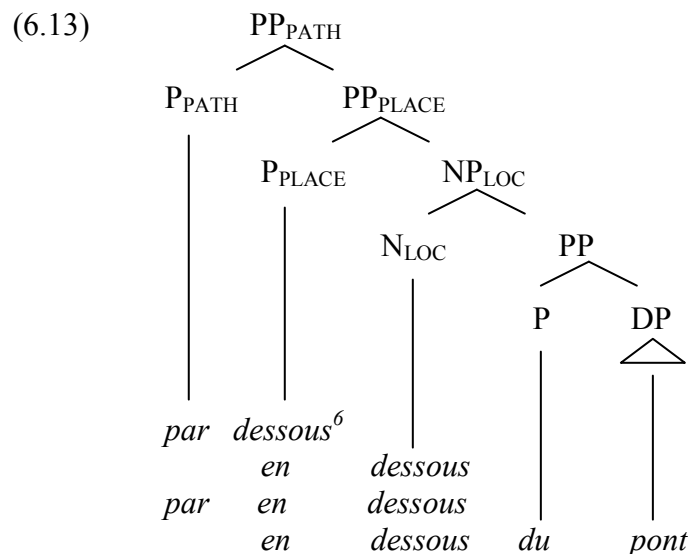 (6.13) PP_PATH
P_PATH PP_PLACE
P_PLACE NP_LOC
N_LOC PP
P DP
par dessous⁶
en dessous
par en dessous
en dessous du pont